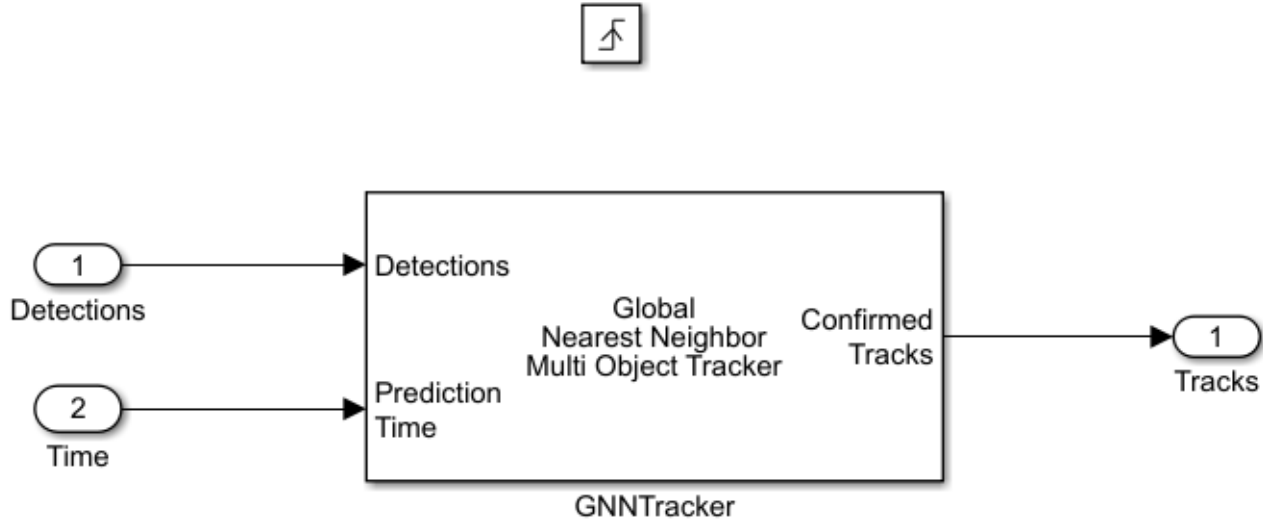 1
Detections
2
Time
Detections
Prediction
Time
Global
Nearest Neighbor
Multi Object Tracker
Confirmed
Tracks
GNNTracker
1
Tracks